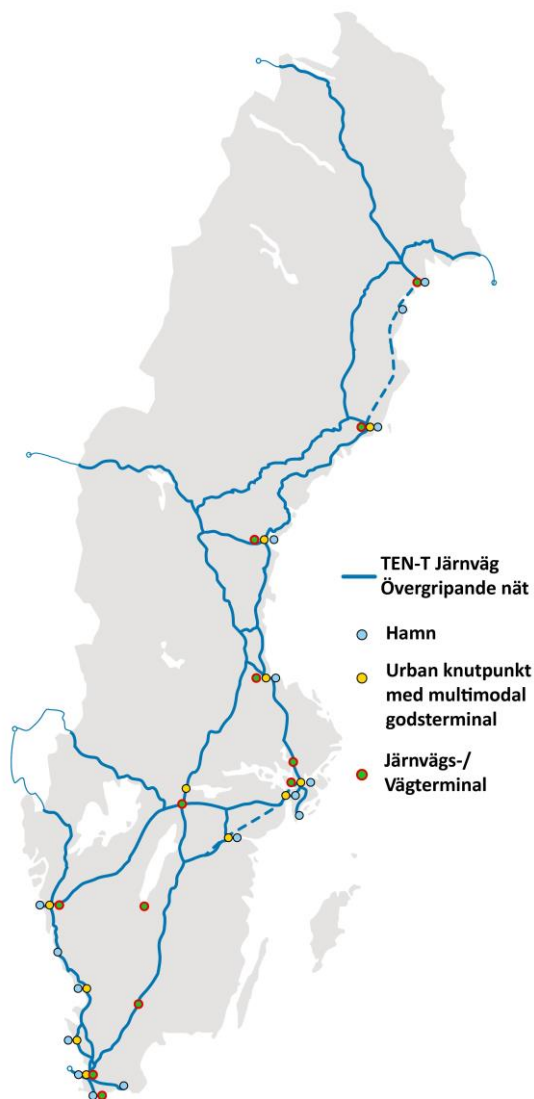 TEN-T Järnväg
Övergripande nät
Hamn
Urban knutpunkt
med multimodal
godsterminal
Järnvägs-/
Vägterminal